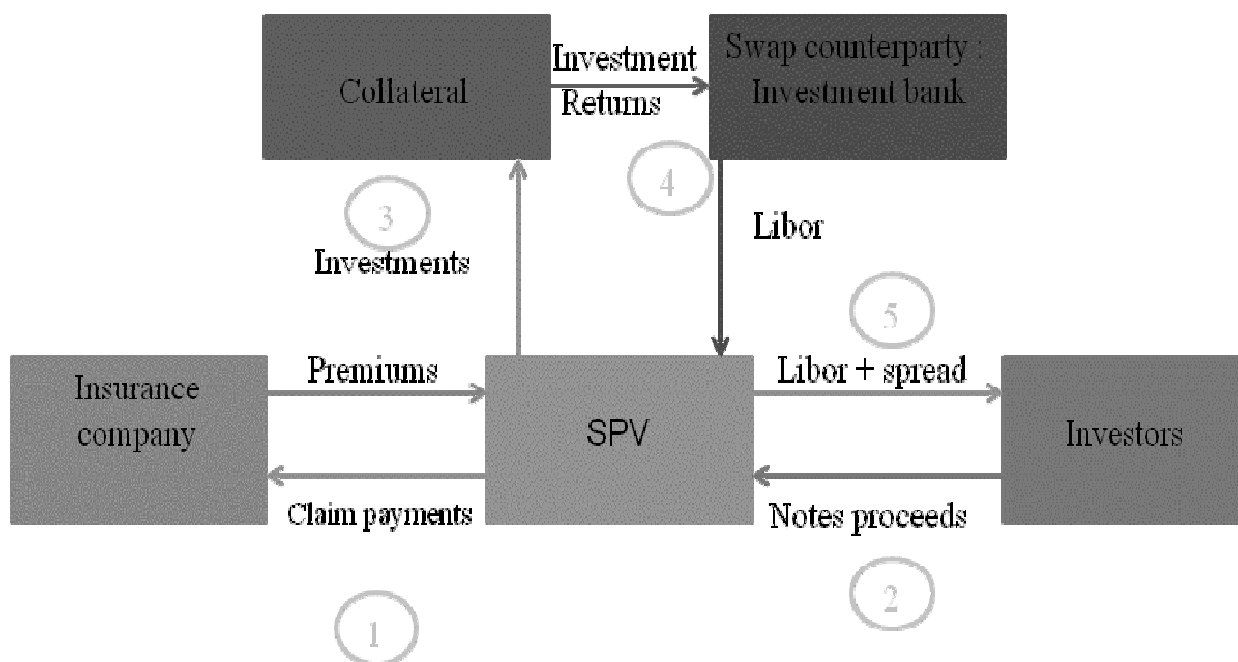 Collateral
Investment
Returns
Swap counterparty :
Investment bank
4
3
Investments
Libor
5
Insurance
company
Premiums
Claim payments
SPV
Libor + spread
Notes proceeds
Investors
1
2